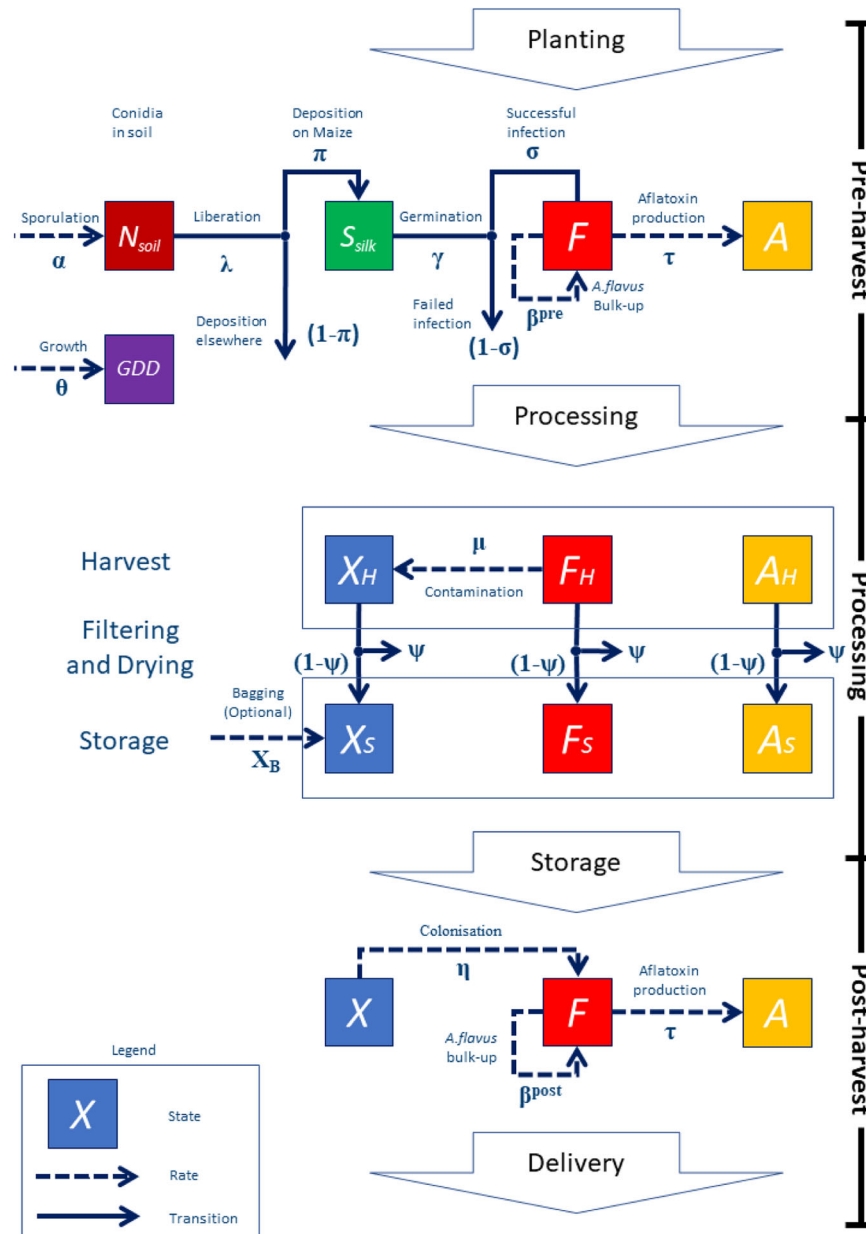 Planting
Conidia
in soil
Deposition
on Maize
π
Successful
infection
σ
Sporulation
α
N_soil
Liberation
λ
S_silk
Germination
γ
F
Aflatoxin
production
τ
A
Deposition
elsewhere
(1-π)
Failed
infection
(1-σ)
β^pre
A.flavus
Bulk-up
Growth
θ
GDD
Pre-harvest
Processing
Harvest
X_H
μ
Contamination
F_H
A_H
Filtering
and Drying
(1-ψ)
ψ
(1-ψ)
ψ
(1-ψ)
ψ
Bagging
(Optional)
X_B
Storage
X_S
F_S
A_S
Processing
Storage
Colonisation
η
X
F
Aflatoxin
production
τ
A
A.flavus
bulk-up
β^post
Post-harvest
Legend
X
State
Rate
Transition
Delivery